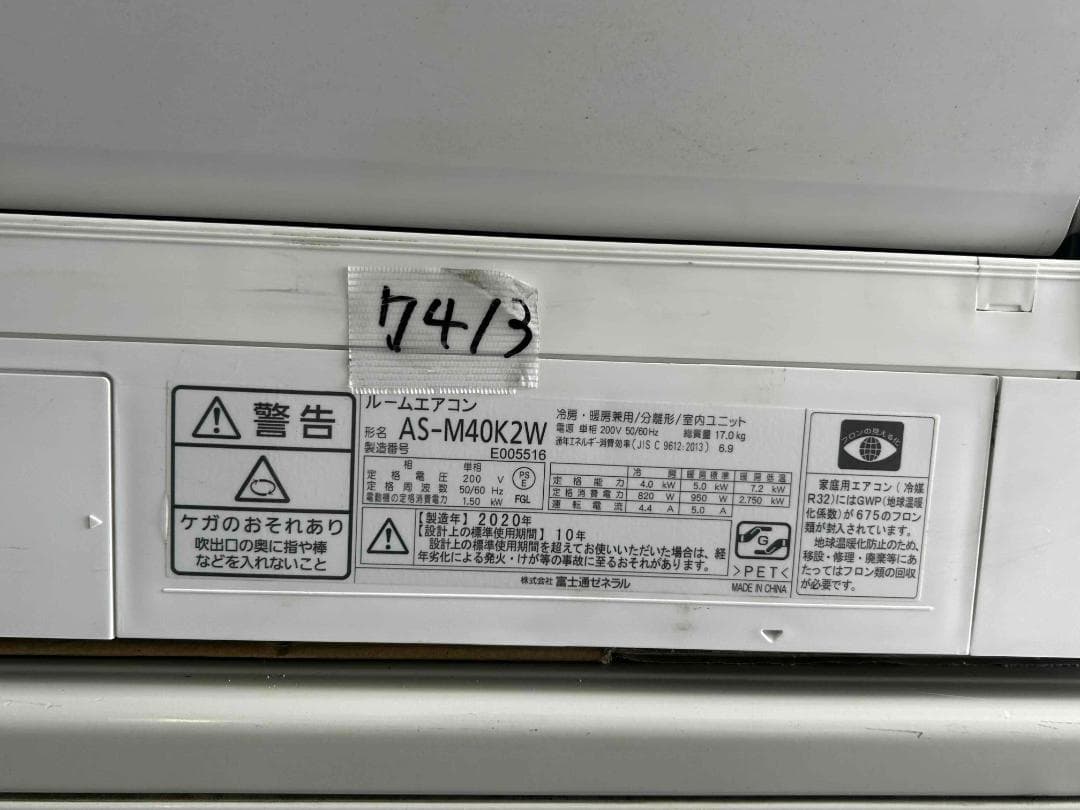 7413
警告
ケガのおそれあり
吹出口の奥に指や棒
などを入れないこと
ルームエアコン
形名 AS-M40K2W
製造番号 E005516
冷房・暖房兼用/分離形/室内ユニット
電源 単相 200V 50/60Hz 総質量 17.0kg
通年エネルギー消費効率(JIS C 9612:2013) 6.9
相 単相
定格電圧 200 V
定格周波数 50/60 Hz
電動機の定格消費電力 1.50 kW
PS
E
FGL
冷房 暖房標準 暖房低温
定格能力 4.0 kW 5.0 kW 7.2 kW
定格消費電力 820 W 950 W 2,750 kW
運転電流 4.4 A 5.0 A
【製造年】2020年
【設計上の標準使用期間】10年
設計上の標準使用期間を超えてお使いいただいた場合は、経
年劣化による発火・けが等の事故に至るおそれがあります。
株式会社 富士通ゼネラル
G
>PET<
MADE IN CHINA
フロンの見える化
家庭用エアコン(冷媒
R32)にはGWP(地球温暖
化係数)が675のフロン
類が封入されています。
地球温暖化防止のため、
移設・修理・廃棄等にあ
たってはフロン類の回収
が必要です。